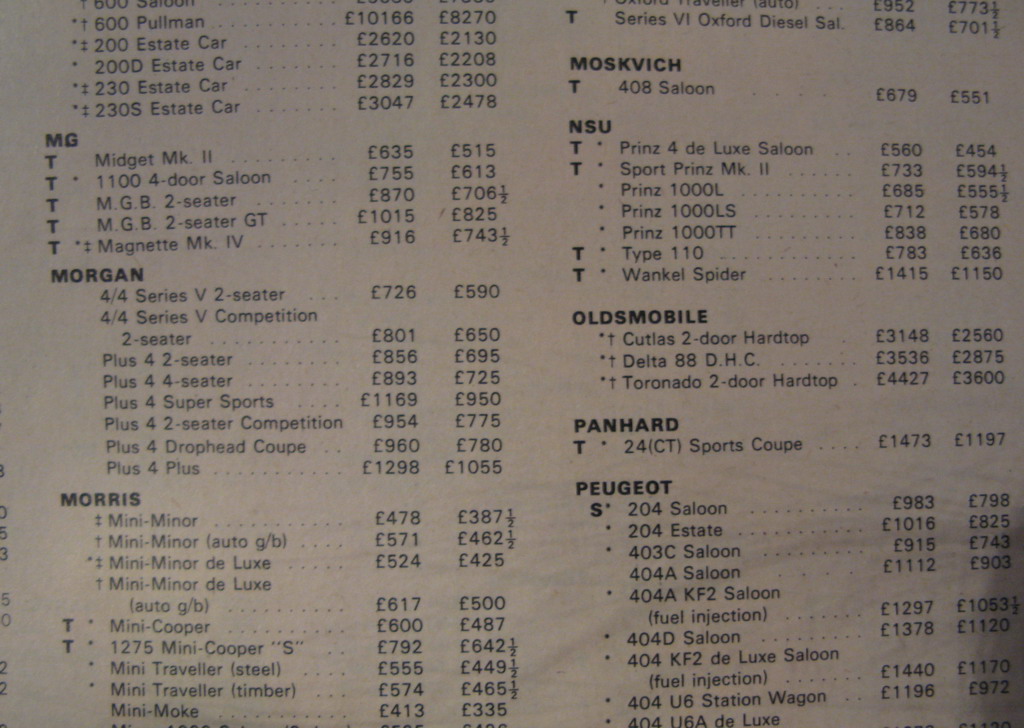 † 600 Saloon
*† 600 Pullman . . . . . . . . £10166 £8270
*‡ 200 Estate Car . . . . . . . £2620 £2130
* 200D Estate Car . . . . . . £2716 £2208
*‡ 230 Estate Car . . . . . . . £2829 £2300
*‡ 230S Estate Car . . . . . . £3047 £2478
MG
T Midget Mk. II . . . . . . . . £635 £515
T * 1100 4-door Saloon . . . . £755 £613
T M.G.B. 2-seater . . . . . . . £870 £706½
T M.G.B. 2-seater GT . . . . £1015 £825
T *‡ Magnette Mk. IV . . . . . £916 £743½
MORGAN
4/4 Series V 2-seater . . . £726 £590
4/4 Series V Competition
2-seater . . . . . . . . . . £801 £650
Plus 4 2-seater . . . . . . . £856 £695
Plus 4 4-seater . . . . . . . £893 £725
Plus 4 Super Sports . . . . £1169 £950
Plus 4 2-seater Competition £954 £775
Plus 4 Drophead Coupe . . £960 £780
Plus 4 Plus . . . . . . . . . . £1298 £1055
MORRIS
‡ Mini-Minor . . . . . . . . . . £478 £387½
† Mini-Minor (auto g/b) . . . . £571 £462½
*‡ Mini-Minor de Luxe . . . . £524 £425
† Mini-Minor de Luxe
(auto g/b) . . . . . . . . . £617 £500
T * Mini-Cooper . . . . . . . . . £600 £487
T * 1275 Mini-Cooper "S" . . £792 £642½
* Mini Traveller (steel) . . . . £555 £449½
* Mini Traveller (timber) . . . £574 £465½
Mini-Moke . . . . . . . . . . £413 £335
† Oxford Traveller (auto) . . £952 £773½
T Series VI Oxford Diesel Sal. £864 £701½
MOSKVICH
T 408 Saloon . . . . £679 £551
NSU
T * Prinz 4 de Luxe Saloon . . £560 £454
T * Sport Prinz Mk. II . . . . . £733 £594½
* Prinz 1000L . . . . . . . . £685 £555½
* Prinz 1000LS . . . . . . . £712 £578
* Prinz 1000TT . . . . . . . £838 £680
T * Type 110 . . . . . . . . . . £783 £636
T * Wankel Spider . . . . . . . £1415 £1150
OLDSMOBILE
*† Cutlas 2-door Hardtop . £3148 £2560
*† Delta 88 D.H.C. . . . . . . £3536 £2875
*† Toronado 2-door Hardtop . £4427 £3600
PANHARD
T * 24(CT) Sports Coupe . . . . £1473 £1197
PEUGEOT
S* 204 Saloon . . . . . . . . . £983 £798
* 204 Estate . . . . . . . . . £1016 £825
* 403C Saloon . . . . . . . . £915 £743
404A Saloon . . . . . . . . £1112 £903
* 404A KF2 Saloon
(fuel injection) . . . . . . £1297 £1053½
* 404D Saloon . . . . . . . . £1378 £1120
* 404 KF2 de Luxe Saloon
(fuel injection) . . . . . . £1440 £1170
* 404 U6 Station Wagon . . £1196 £972
* 404 U6A de Luxe